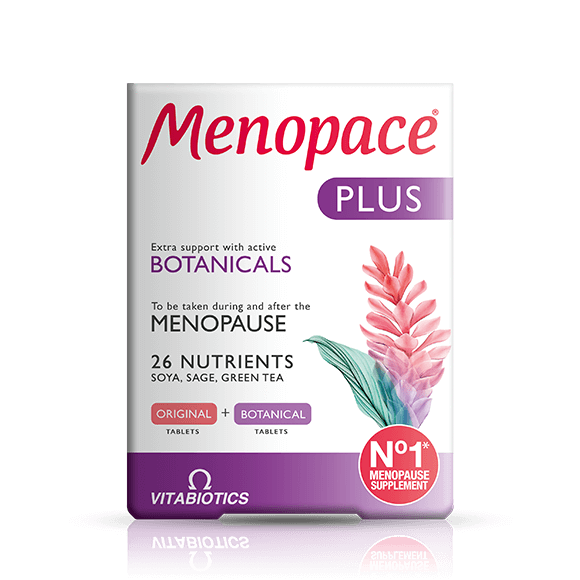 Menopace®
PLUS
Extra support with active
BOTANICALS
To be taken during and after the
MENOPAUSE
26 NUTRIENTS
SOYA, SAGE, GREEN TEA
ORIGINAL + BOTANICAL
TABLETS TABLETS
Nº1*
MENOPAUSE
SUPPLEMENT
VITABIOTICS